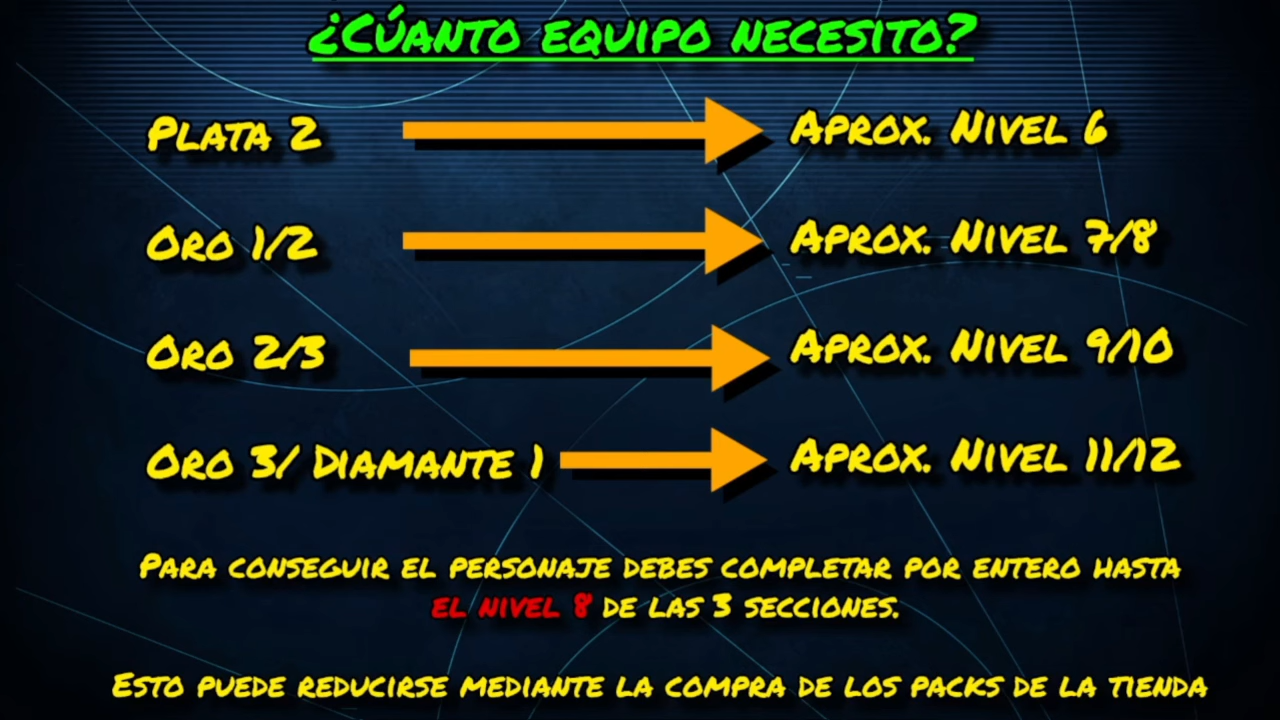 ¿Cúanto equipo necesito?
Plata 2 Aprox. Nivel 6
Oro 1/2 Aprox. Nivel 7/8
Oro 2/3 Aprox. Nivel 9/10
Oro 3/ Diamante 1 Aprox. Nivel 11/12
Para conseguir el personaje debes completar por entero hasta
el nivel 8 de las 3 secciones.
Esto puede reducirse mediante la compra de los packs de la tienda